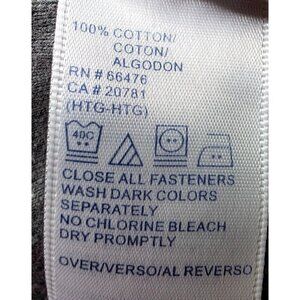 100% COTTON/
COTON/
ALGODON
RN # 66476
CA # 20781
(HTG-HTG)
40C
CLOSE ALL FASTENERS
WASH DARK COLORS
SEPARATELY
NO CHLORINE BLEACH
DRY PROMPTLY
OVER/VERSO/AL REVERSO